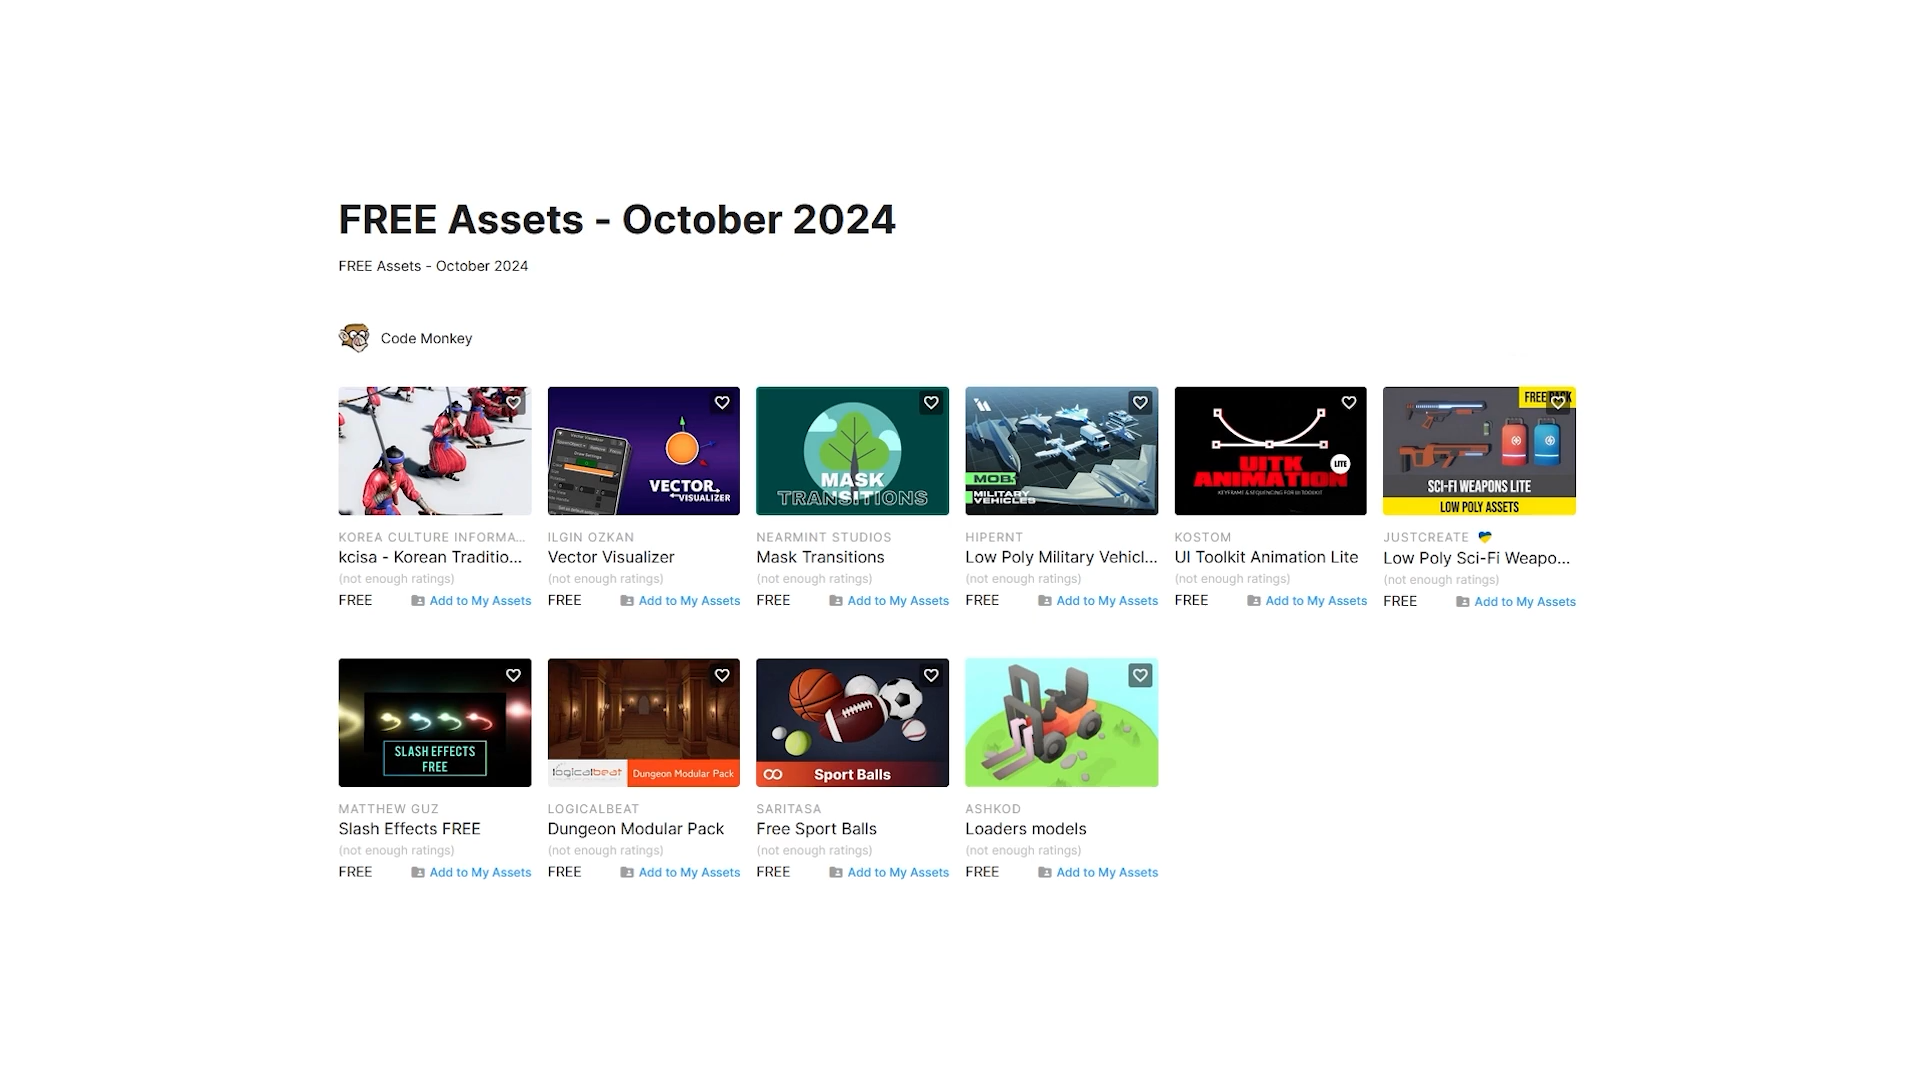 FREE Assets - October 2024
FREE Assets - October 2024
Code Monkey
VECTOR
VISUALIZER
MASK
TRANSITIONS
MOB
MILITARY
VEHICLES
UITK
ANIMATION
LITE
KEYFRAME & SEQUENCING FOR UI TOOLKIT
FREE PACK
SCI-FI WEAPONS LITE
LOW POLY ASSETS
KOREA CULTURE INFORMA...
kcisa - Korean Traditio...
(not enough ratings)
FREE Add to My Assets
ILGIN OZKAN
Vector Visualizer
(not enough ratings)
FREE Add to My Assets
NEARMINT STUDIOS
Mask Transitions
(not enough ratings)
FREE Add to My Assets
HIPERNT
Low Poly Military Vehicl...
(not enough ratings)
FREE Add to My Assets
KOSTOM
UI Toolkit Animation Lite
(not enough ratings)
FREE Add to My Assets
JUSTCREATE
Low Poly Sci-Fi Weapo...
(not enough ratings)
FREE Add to My Assets
SLASH EFFECTS
FREE
logicalbeat Dungeon Modular Pack
Sport Balls
MATTHEW GUZ
Slash Effects FREE
(not enough ratings)
FREE Add to My Assets
LOGICALBEAT
Dungeon Modular Pack
(not enough ratings)
FREE Add to My Assets
SARITASA
Free Sport Balls
(not enough ratings)
FREE Add to My Assets
ASHKOD
Loaders models
(not enough ratings)
FREE Add to My Assets